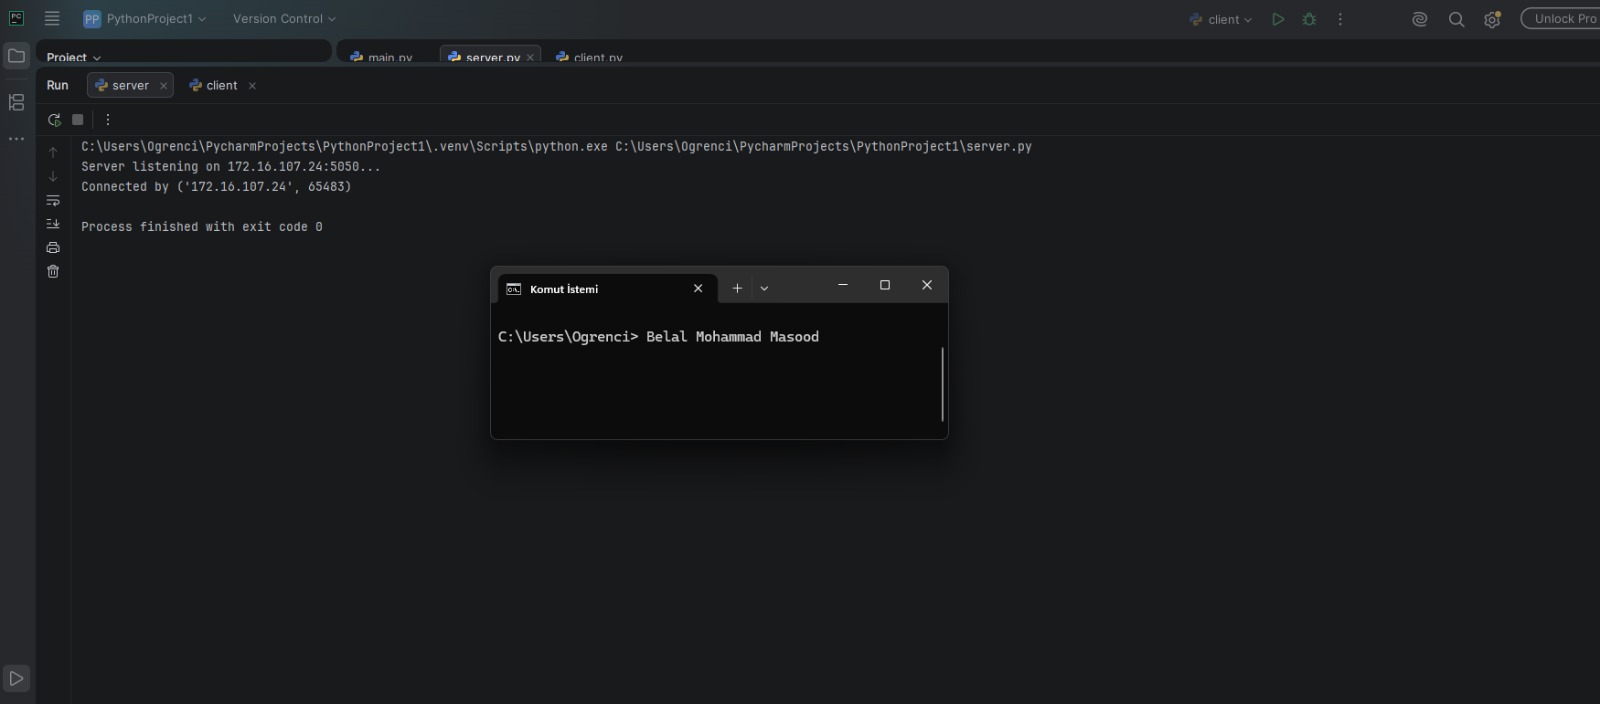 PC
PP PythonProject1
Version Control
client
Unlock Pro
Project
main.py
server.py
client.py
Run
server
client
C:\Users\Ogrenci\PycharmProjects\PythonProject1\.venv\Scripts\python.exe C:\Users\Ogrenci\PycharmProjects\PythonProject1\server.py
Server listening on 172.16.107.24:5050...
Connected by ('172.16.107.24', 65483)
Process finished with exit code 0
Komut İstemi
C:\Users\Ogrenci> Belal Mohammad Masood